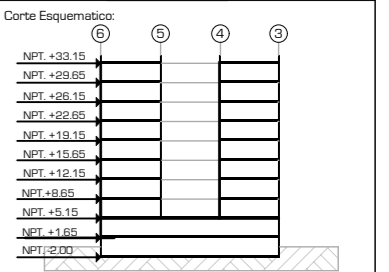 Corte Esquematico:
6 5 4 3
NPT. +33.15
NPT. +29.65
NPT. +26.15
NPT. +22.65
NPT. +19.15
NPT. +15.65
NPT. +12.15
NPT.+8.65
NPT. +5.15
NPT. +1.65
NPT.-2.00